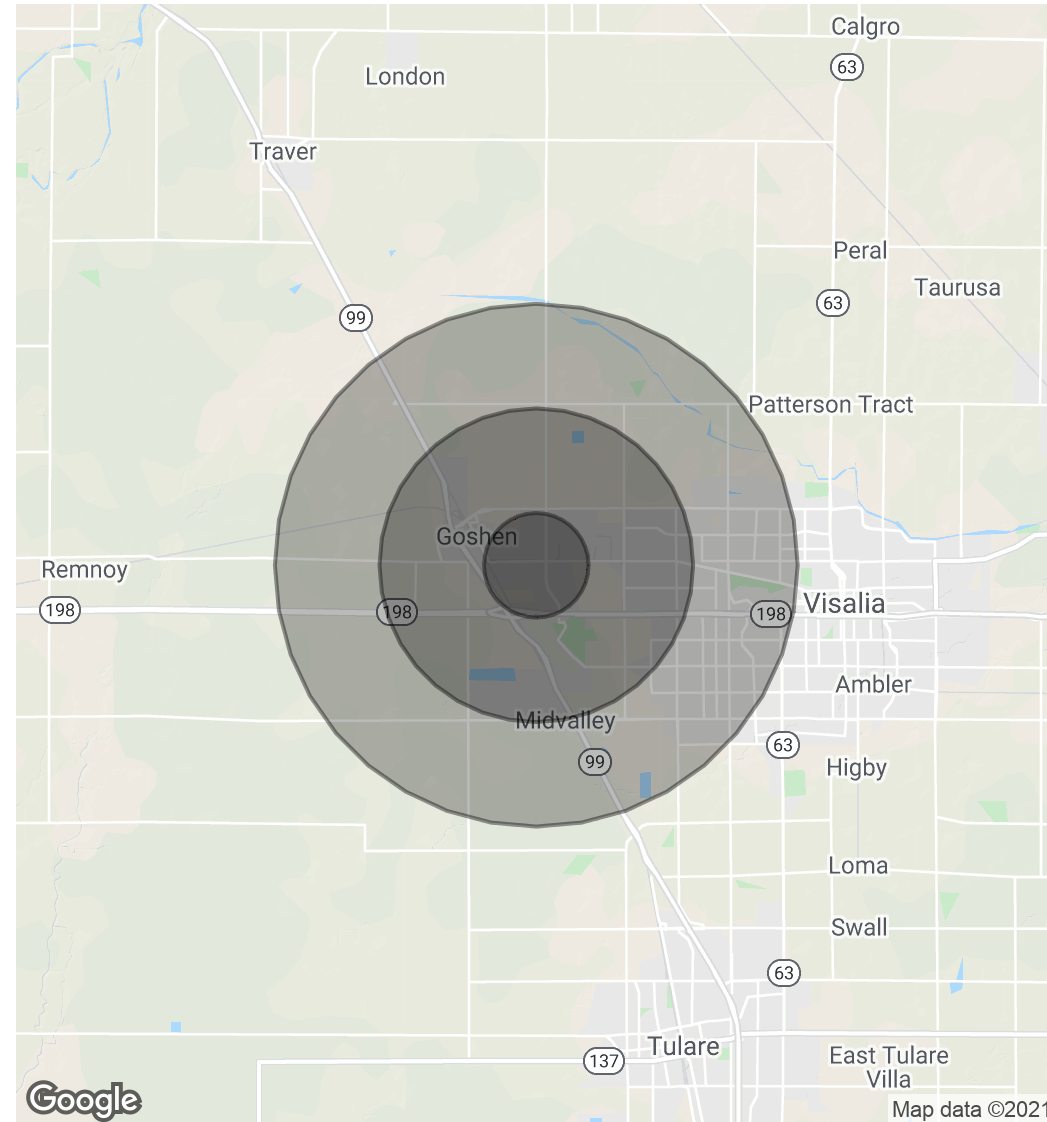 Calgro
63
London
Traver
Peral
Taurusa
63
99
Patterson Tract
Goshen
Remnoy
198
198
198
Visalia
Ambler
Midvalley
63
99
Higby
Loma
Swall
63
Tulare
137
East Tulare
Villa
Google
Map data ©2021